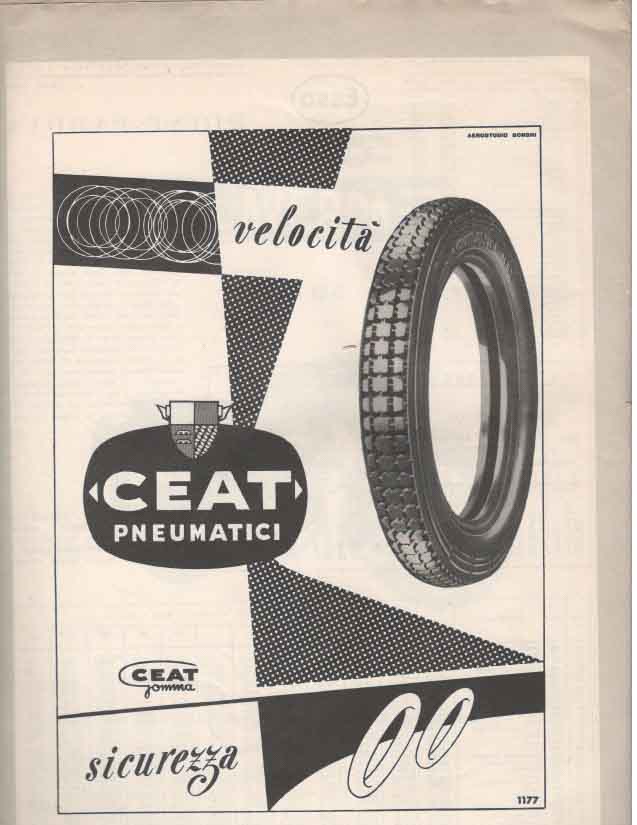 AEROSTUDIO BORGHI
velocità
CEAT
PNEUMATICI
CEAT
gomma
sicurezza
1177